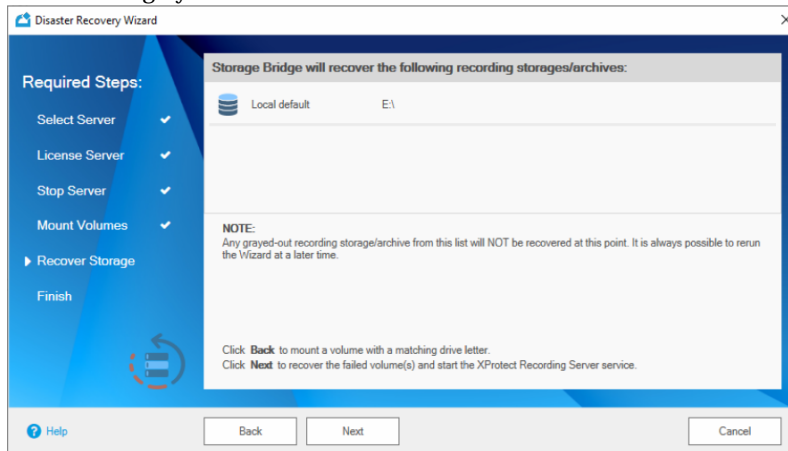 Disaster Recovery Wizard
Required Steps:
Select Server
License Server
Stop Server
Mount Volumes
Recover Storage
Finish
Storage Bridge will recover the following recording storages/archives:
Local default E:\
NOTE:
Any grayed-out recording storage/archive from this list will NOT be recovered at this point. It is always possible to rerun
the Wizard at a later time.
Click Back to mount a volume with a matching drive letter.
Click Next to recover the failed volume(s) and start the XProtect Recording Server service.
Help
Back
Next
Cancel